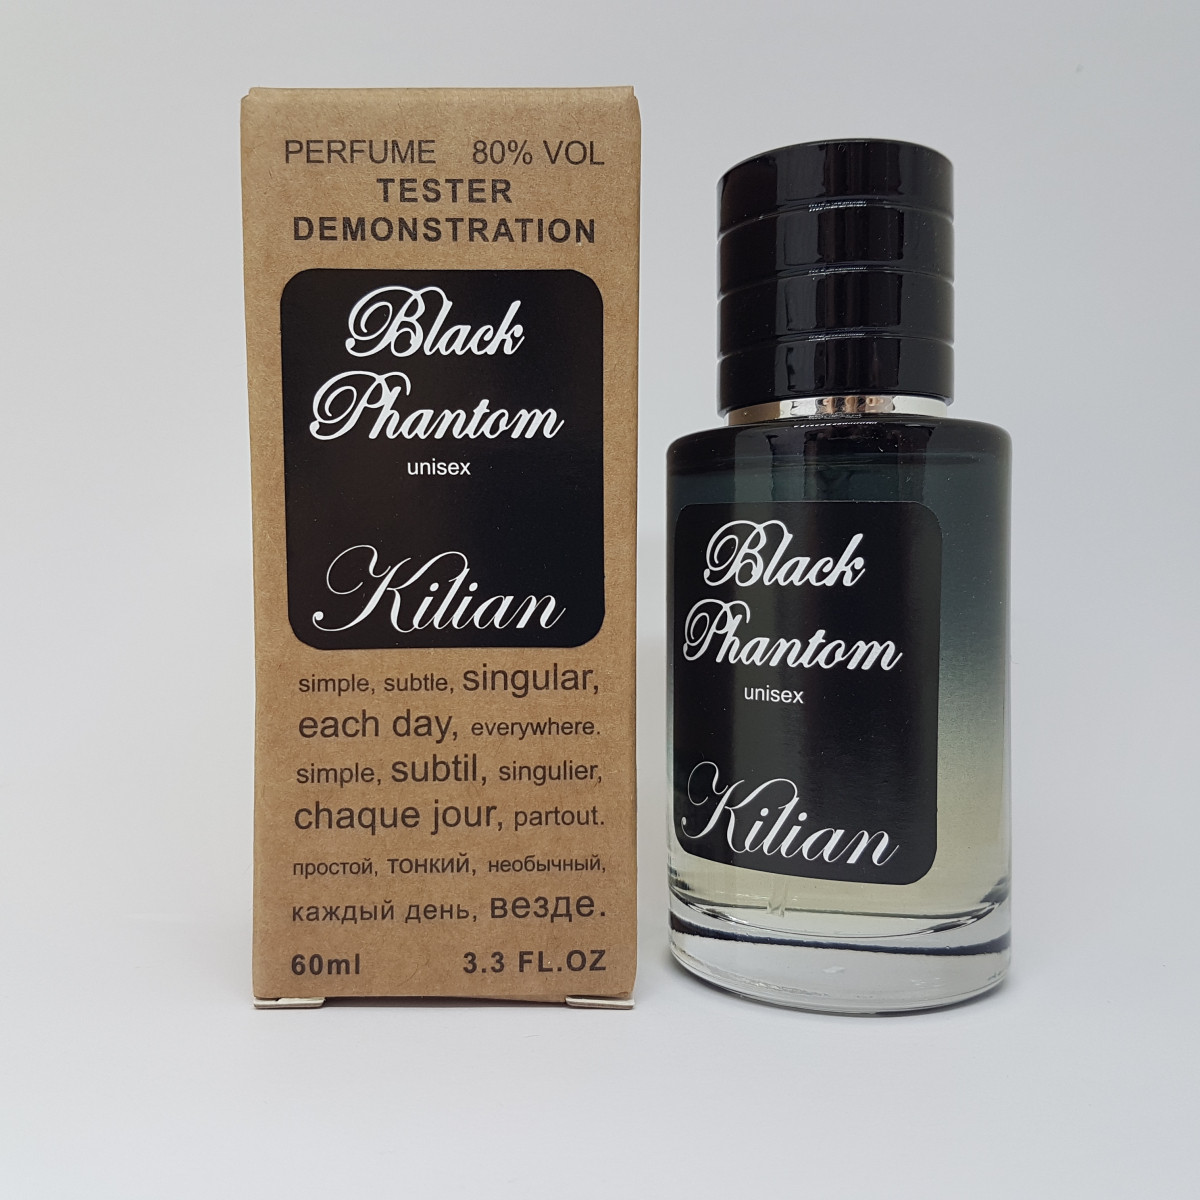 PERFUME 80% VOL
TESTER
DEMONSTRATION
Black
Phantom
unisex
Kilian
simple, subtle, singular,
each day, everywhere.
simple, subtil, singulier,
chaque jour, partout.
простой, тонкий, необычный,
каждый день, везде.
60ml 3.3 FL.OZ
Black
Phantom
unisex
Kilian